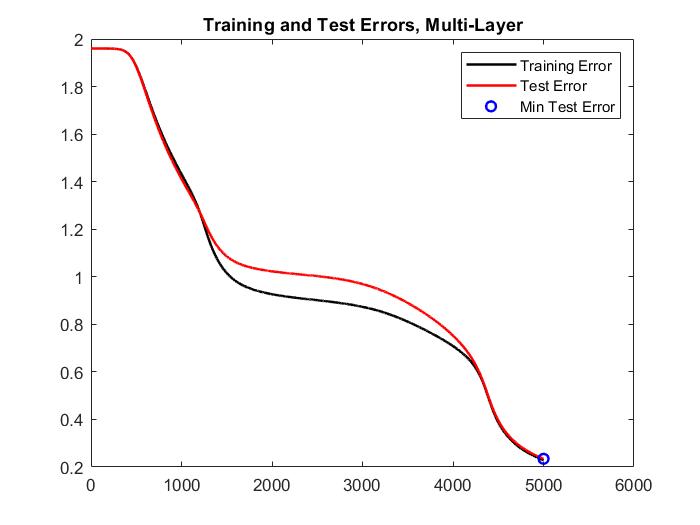 Training and Test Errors, Multi-Layer
Training Error
Test Error
Min Test Error
2
1.8
1.6
1.4
1.2
1
0.8
0.6
0.4
0.2
0 1000 2000 3000 4000 5000 6000